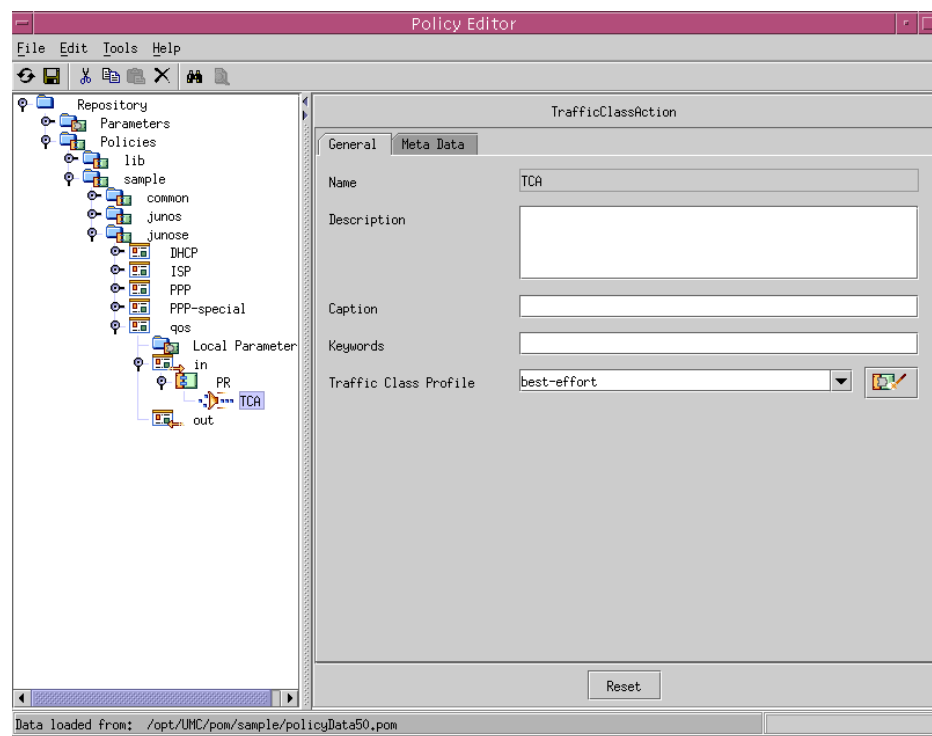 Policy Editor
File Edit Tools Help
Repository
Parameters
Policies
lib
sample
common
junos
junose
DHCP
ISP
PPP
PPP-special
qos
Local Parameter
in
PR
TCA
out
TrafficClassAction
General Meta Data
Name TCA
Description
Caption
Keywords
Traffic Class Profile best-effort
Reset
Data loaded from: /opt/UMC/pom/sample/policyData50.pom